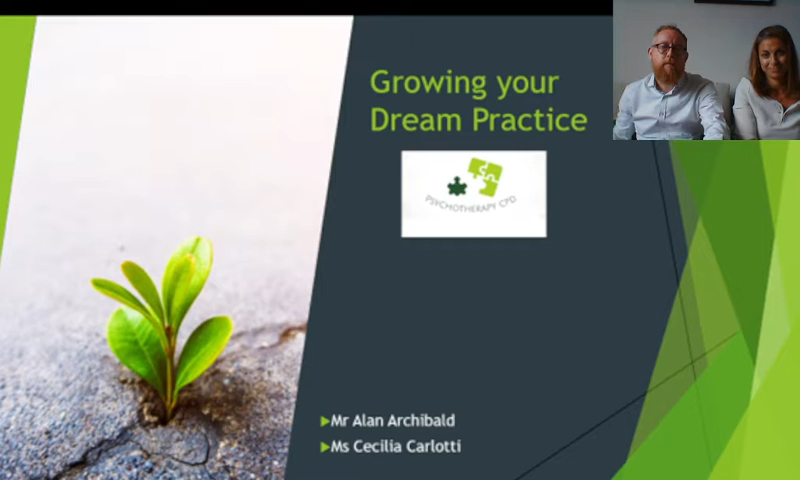 Growing your
Dream Practice
PSYCHOTHERAPY CPD
Mr Alan Archibald
Ms Cecilia Carlotti